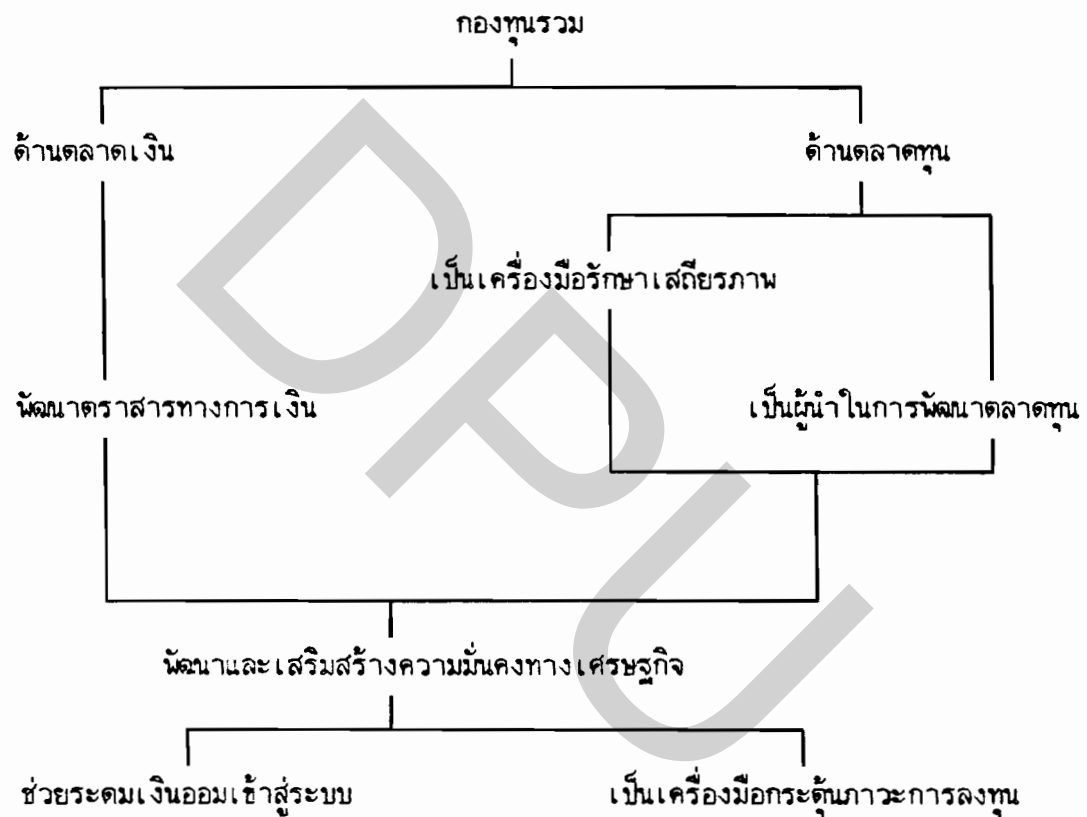 กองทุนรวม
ด้านตลาดเงิน
ด้านตลาดทุน
เป็นเครื่องมือรักษาเสถียรภาพ
พัฒนาตราสารทางการเงิน
เป็นผู้นำในการพัฒนาตลาดทุน
พัฒนาและเสริมสร้างความมั่นคงทางเศรษฐกิจ
ช่วยระดมเงินออมเข้าสู่ระบบ
เป็นเครื่องมือกระตุ้นภาวะการลงทุน
DPU